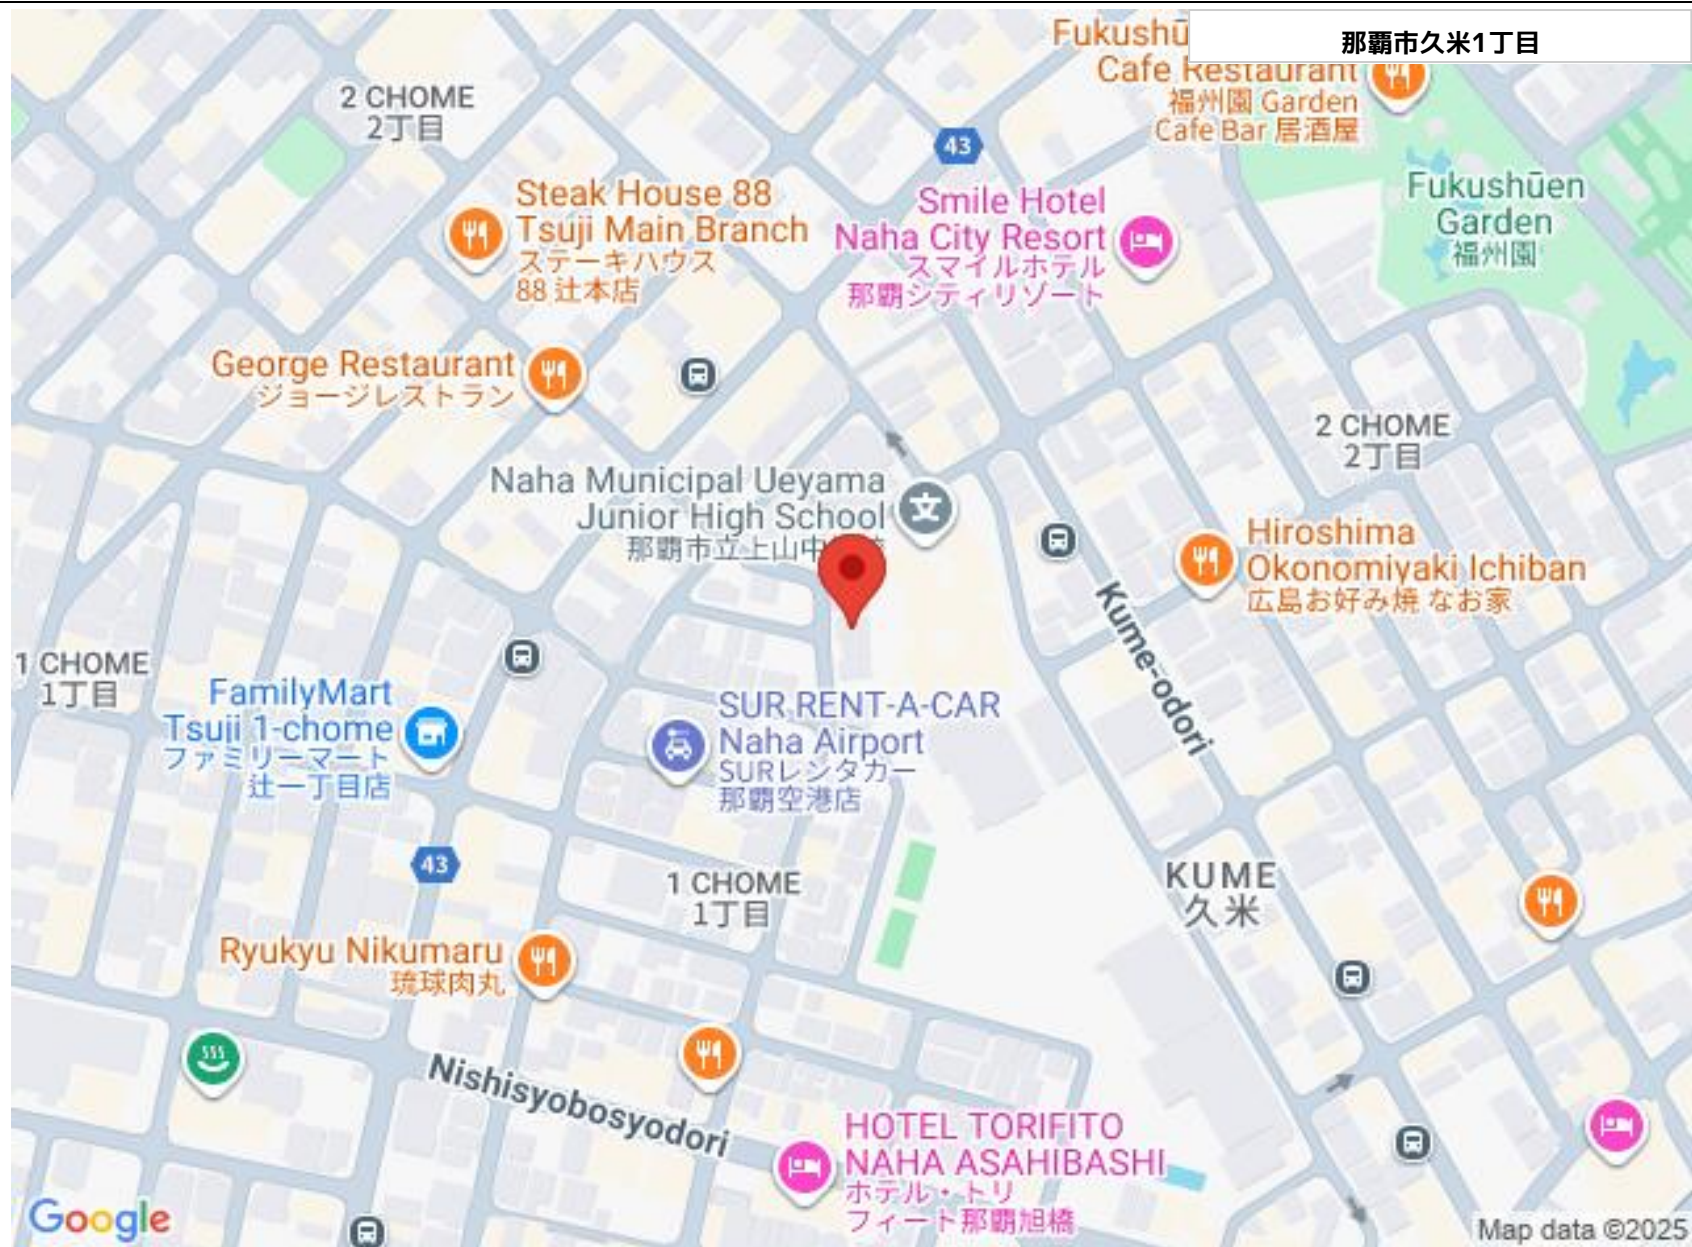 那覇市久米1丁目
Fukushū
Cafe Restaurant
福州園 Garden
Cafe Bar 居酒屋
2 CHOME
2丁目
43
Steak House 88
Tsuji Main Branch
ステーキハウス
88 辻本店
Smile Hotel
Naha City Resort
スマイルホテル
那覇シティリゾート
Fukushūen
Garden
福州園
George Restaurant
ジョージレストラン
2 CHOME
2丁目
Naha Municipal Ueyama
Junior High School
那覇市立上山中
文
Hiroshima
Okonomiyaki Ichiban
広島お好み焼 なお家
Kume-odori
1 CHOME
1丁目
FamilyMart
Tsuji 1-chome
ファミリーマート
辻一丁目店
SUR RENT-A-CAR
Naha Airport
SURレンタカー
那覇空港店
43
1 CHOME
1丁目
KUME
久米
Ryukyu Nikumaru
琉球肉丸
Nishisyobosyodori
HOTEL TORIFITO
NAHA ASAHIBASHI
ホテル・トリ
フィート那覇旭橋
Google
Map data ©2025